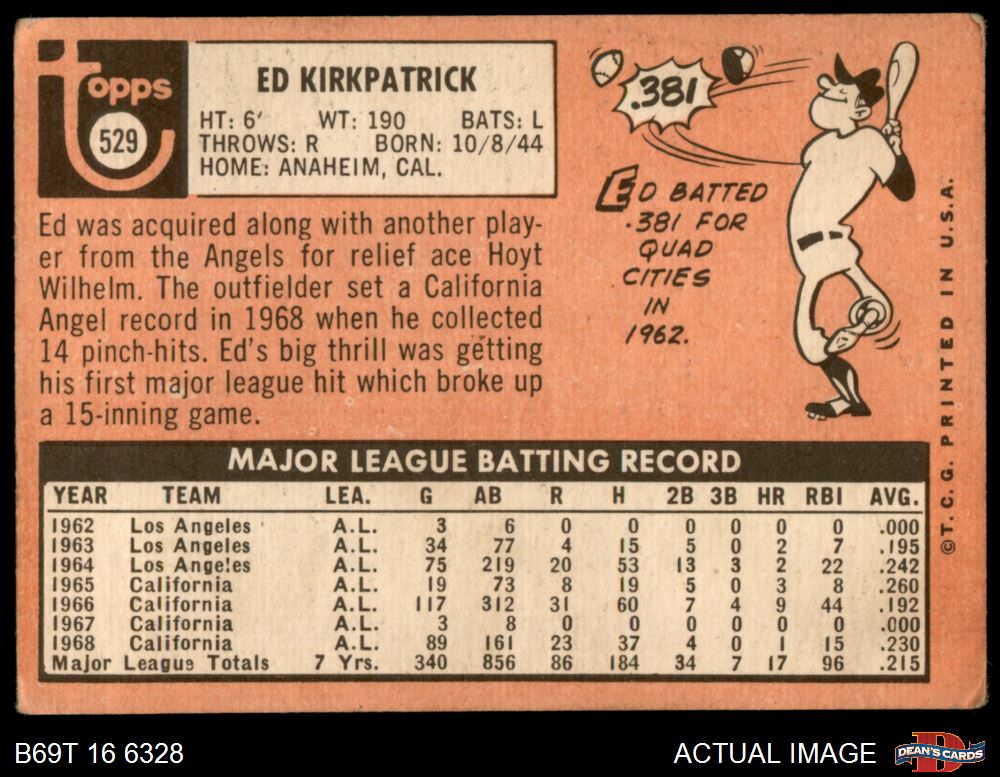 Topps
529
ED KIRKPATRICK
HT: 6' WT: 190 BATS: L
THROWS: R BORN: 10/8/44
HOME: ANAHEIM, CAL.
Ed was acquired along with another play-
er from the Angels for relief ace Hoyt
Wilhelm. The outfielder set a California
Angel record in 1968 when he collected
14 pinch-hits. Ed's big thrill was getting
his first major league hit which broke up
a 15-inning game.
.381
ED BATTED
.381 FOR
QUAD
CITIES
IN
1962.
©T.C.G. PRINTED IN U.S.A.
MAJOR LEAGUE BATTING RECORD
YEAR TEAM LEA. G AB R H 2B 3B HR RBI AVG.
1962 Los Angeles A.L. 3 6 0 0 0 0 0 0 .000
1963 Los Angeles A.L. 34 77 4 15 5 0 2 7 .195
1964 Los Angeles A.L. 75 219 20 53 13 3 2 22 .242
1965 California A.L. 19 73 8 19 5 0 3 8 .260
1966 California A.L. 117 312 31 60 7 4 9 44 .192
1967 California A.L. 3 8 0 0 0 0 0 0 .000
1968 California A.L. 89 161 23 37 4 0 1 15 .230
Major League Totals 7 Yrs. 340 856 86 184 34 7 17 96 .215
B69T 16 6328
ACTUAL IMAGE
DEAN'S CARDS